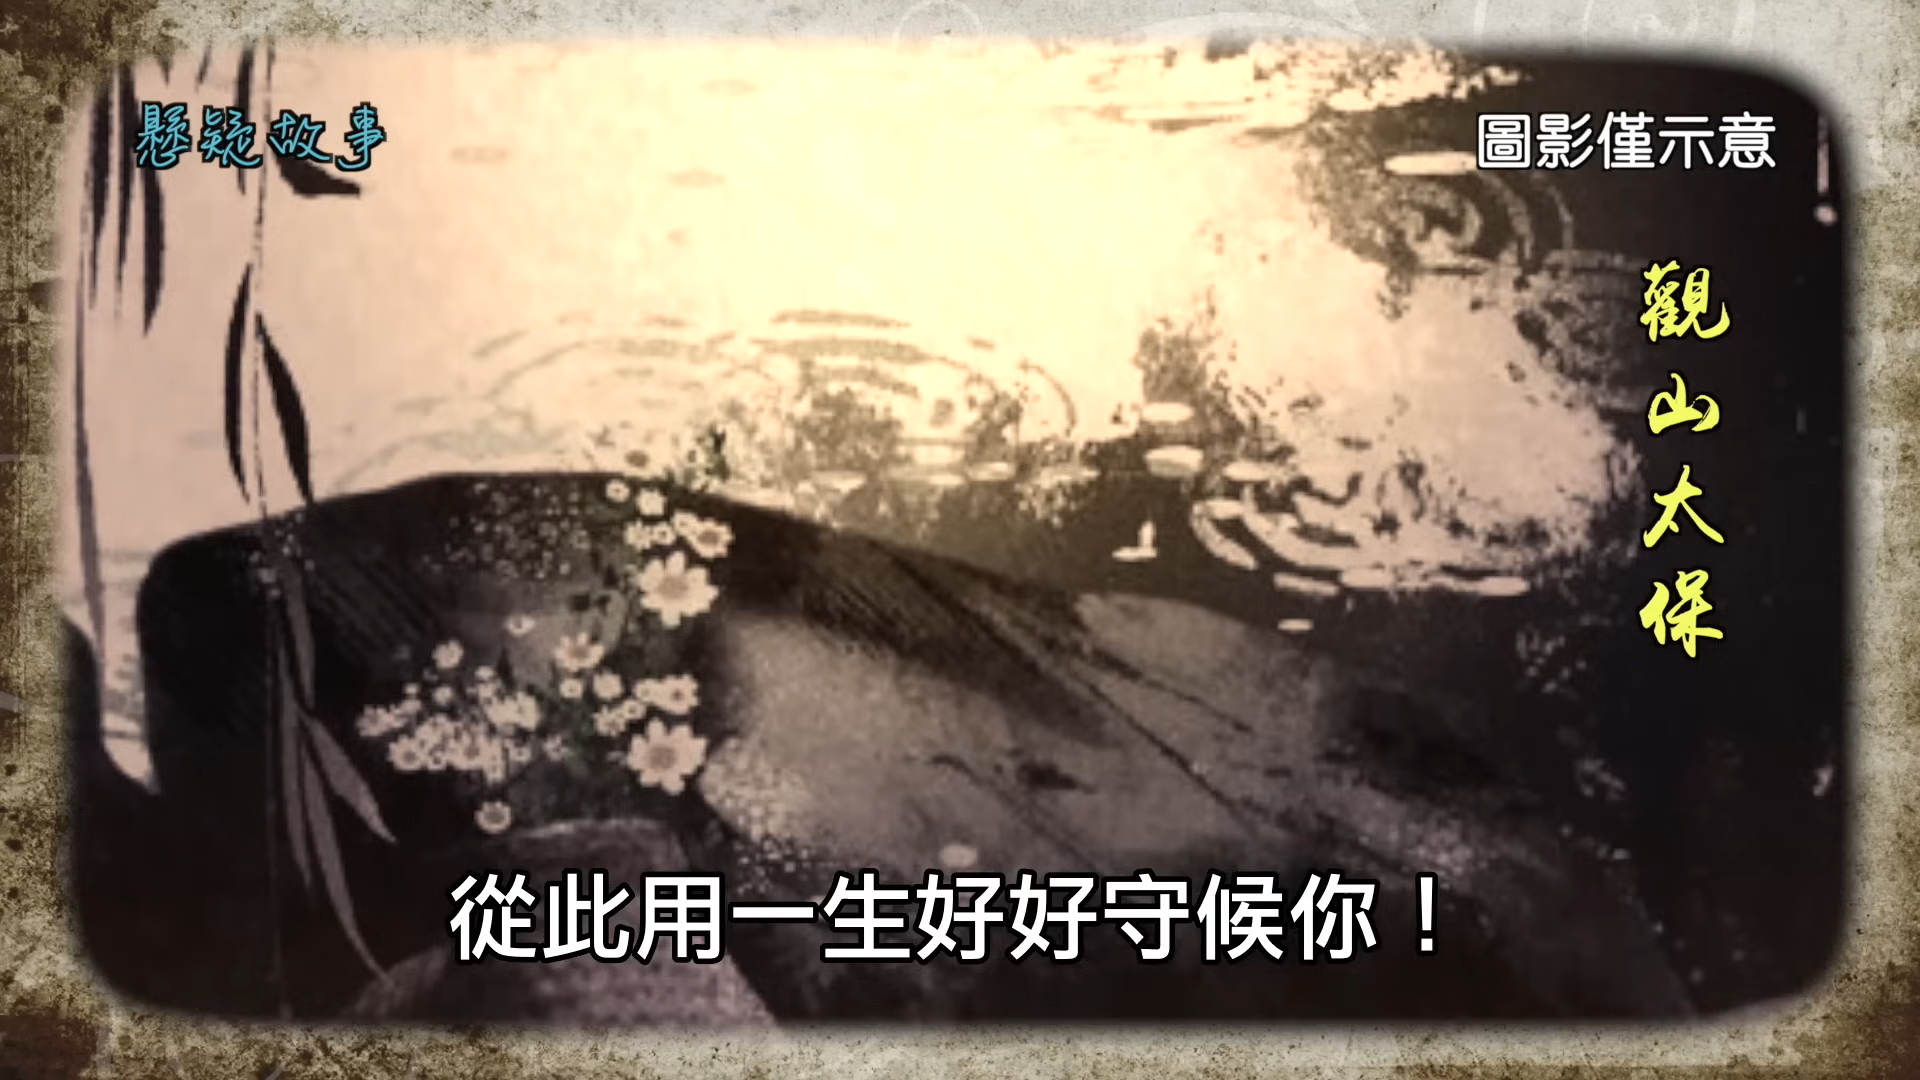 懸疑故事
圖影僅示意
觀山太保
從此用一生好好守候你！